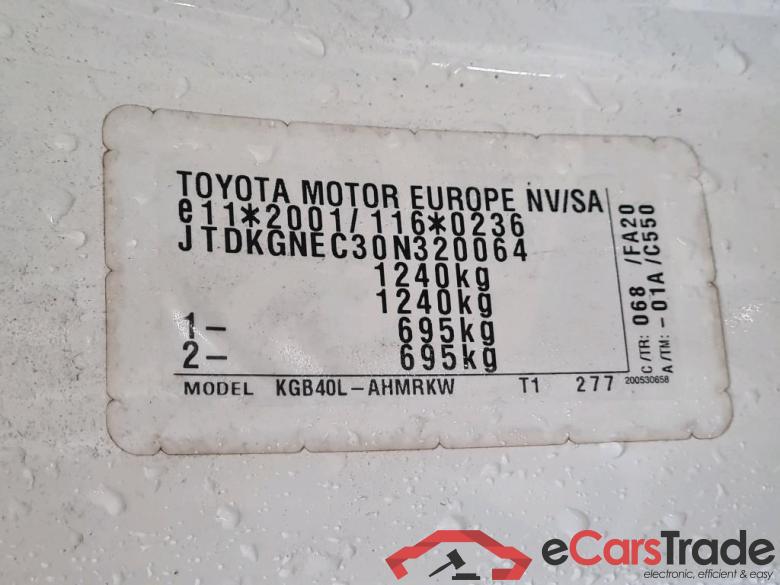 TOYOTA MOTOR EUROPE NV/SA
e11*2001/116*0236
JTDKGNEC30N320064
1240kg
1240kg
1- 695kg
2- 695kg
MODEL KGB40L-AHMRKW T1 277
200530658
C/TR: 068 /FA20
A/TM: -01A/C550
eCarsTrade
electronic, efficient & easy